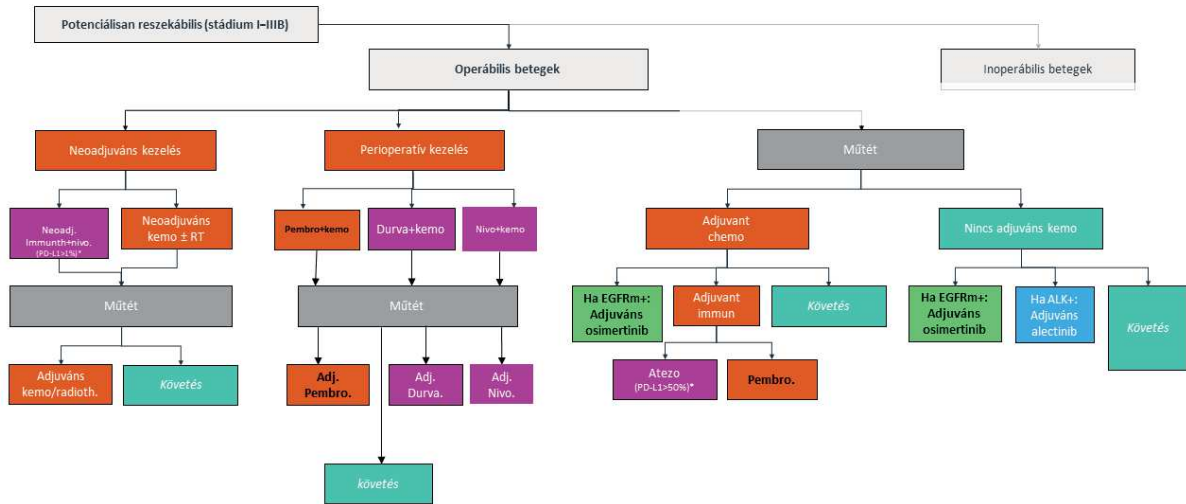 Potenciálisan reszekábilis (stádium I–IIIB)
Operábilis betegek
Inoperábilis betegek
Neoadjuváns kezelés
Perioperatív kezelés
Műtét
Neoadj.
Immunth+nivo.
(PD-L1>1%)*
Neoadjuváns
kemo ± RT
Pembro+kemo
Durva+kemo
Nivo+kemo
Adjuvant
chemo
Nincs adjuváns kemo
Műtét
Műtét
Ha EGFRm+:
Adjuváns
osimertinib
Adjuvant
immun
Követés
Ha EGFRm+:
Adjuváns
osimertinib
Ha ALK+:
Adjuváns
alectinib
Követés
Adjuváns
kemo/radioth.
Követés
Adj.
Pembro.
Adj.
Durva.
Adj.
Nivo.
Atezo
(PD-L1>50%)*
Pembro.
követés